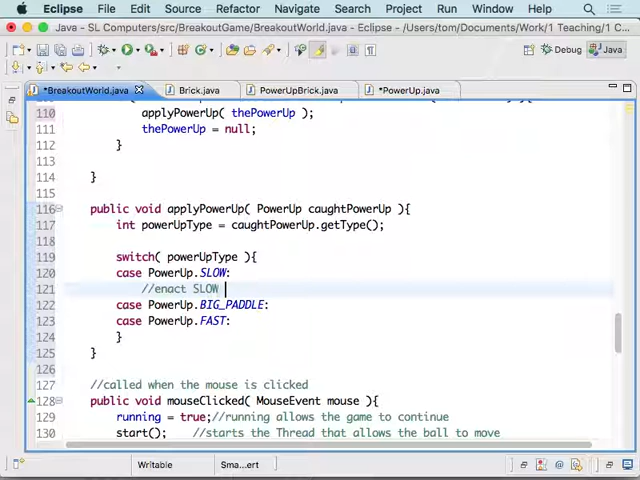 Eclipse File Edit Source Refactor Navigate Search Project Run Window Help
Java - SL Computers/src/BreakoutGame/BreakoutWorld.java - Eclipse - /Users/tom/Documents/Work/1 Teaching/1 C
Debug Java
*BreakoutWorld.java Brick.java PowerUpBrick.java *PowerUp.java
110 applyPowerUp( thePowerUp );
111 thePowerUp = null;
112 }
113
114 }
115
116 public void applyPowerUp( PowerUp caughtPowerUp ){
117 int powerUpType = caughtPowerUp.getType();
118
119 switch( powerUpType ){
120 case PowerUp.SLOW:
121 //enact SLOW
122 case PowerUp.BIG_PADDLE:
123 case PowerUp.FAST:
124 }
125 }
126
127 //called when the mouse is clicked
128 public void mouseClicked( MouseEvent mouse ){
129 running = true;//running allows the game to continue
130 start(); //starts the Thread that allows the ball to move
Writable Sma...ert